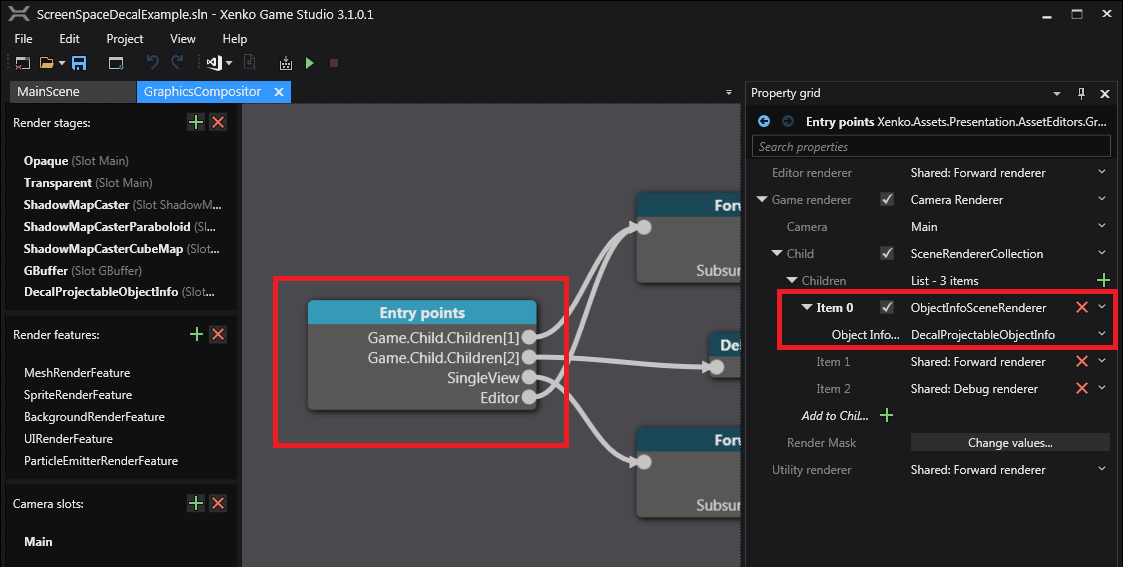 ScreenSpaceDecalExample.sln - Xenko Game Studio 3.1.0.1
File Edit Project View Help
MainScene GraphicsCompositor
Render stages:
Opaque (Slot Main)
Transparent (Slot Main)
ShadowMapCaster (Slot ShadowM...
ShadowMapCasterParaboloid (Sl...
ShadowMapCasterCubeMap (Slot...
GBuffer (Slot GBuffer)
DecalProjectableObjectInfo (Slot...
Render features:
MeshRenderFeature
SpriteRenderFeature
BackgroundRenderFeature
UIRenderFeature
ParticleEmitterRenderFeature
Camera slots:
Main
Entry points
Game.Child.Children[1]
Game.Child.Children[2]
SingleView
Editor
For
Subsu
De
For
Subsu
Property grid
Entry points Xenko.Assets.Presentation.AssetEditors.Gr...
Search properties
Editor renderer Shared: Forward renderer
Game renderer Camera Renderer
Camera Main
Child SceneRendererCollection
Children List - 3 items
Item 0 ObjectInfoSceneRenderer
Object Info... DecalProjectableObjectInfo
Item 1 Shared: Forward renderer
Item 2 Shared: Debug renderer
Add to Chil...
Render Mask Change values...
Utility renderer Shared: Forward renderer